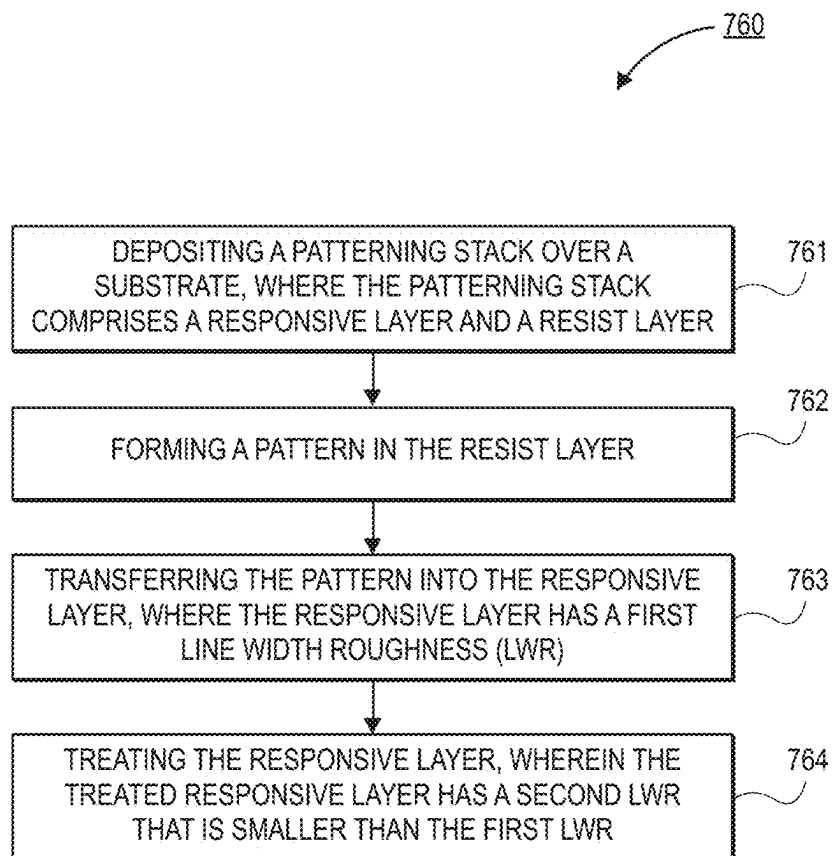 760
DEPOSITING A PATTERNING STACK OVER A
SUBSTRATE, WHERE THE PATTERNING STACK
COMPRISES A RESPONSIVE LAYER AND A RESIST LAYER
761
FORMING A PATTERN IN THE RESIST LAYER
762
TRANSFERRING THE PATTERN INTO THE RESPONSIVE
LAYER, WHERE THE RESPONSIVE LAYER HAS A FIRST
LINE WIDTH ROUGHNESS (LWR)
763
TREATING THE RESPONSIVE LAYER, WHEREIN THE
TREATED RESPONSIVE LAYER HAS A SECOND LWR
THAT IS SMALLER THAN THE FIRST LWR
764